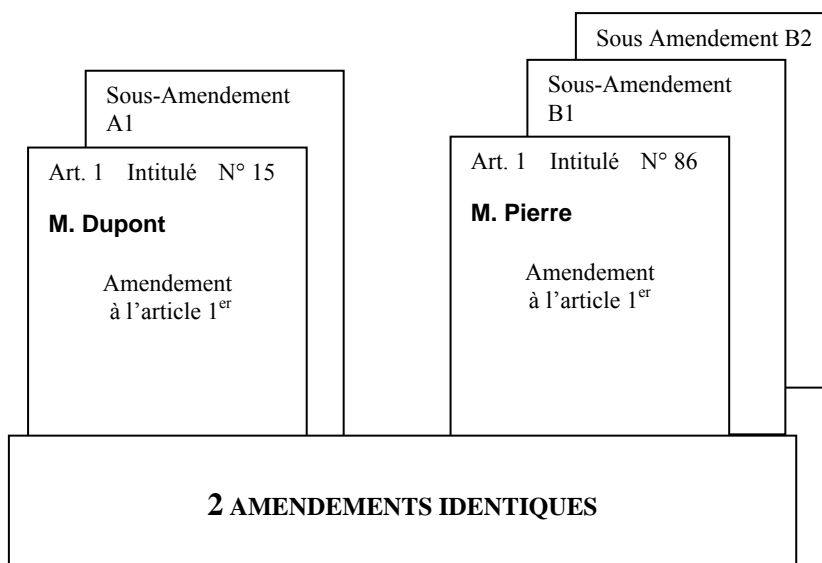 Sous-Amendement
A1
Art. 1 Intitulé N° 15
M. Dupont
Amendement
à l’article 1er
Sous Amendement B2
Sous-Amendement
B1
Art. 1 Intitulé N° 86
M. Pierre
Amendement
à l’article 1er
2 AMENDEMENTS IDENTIQUES